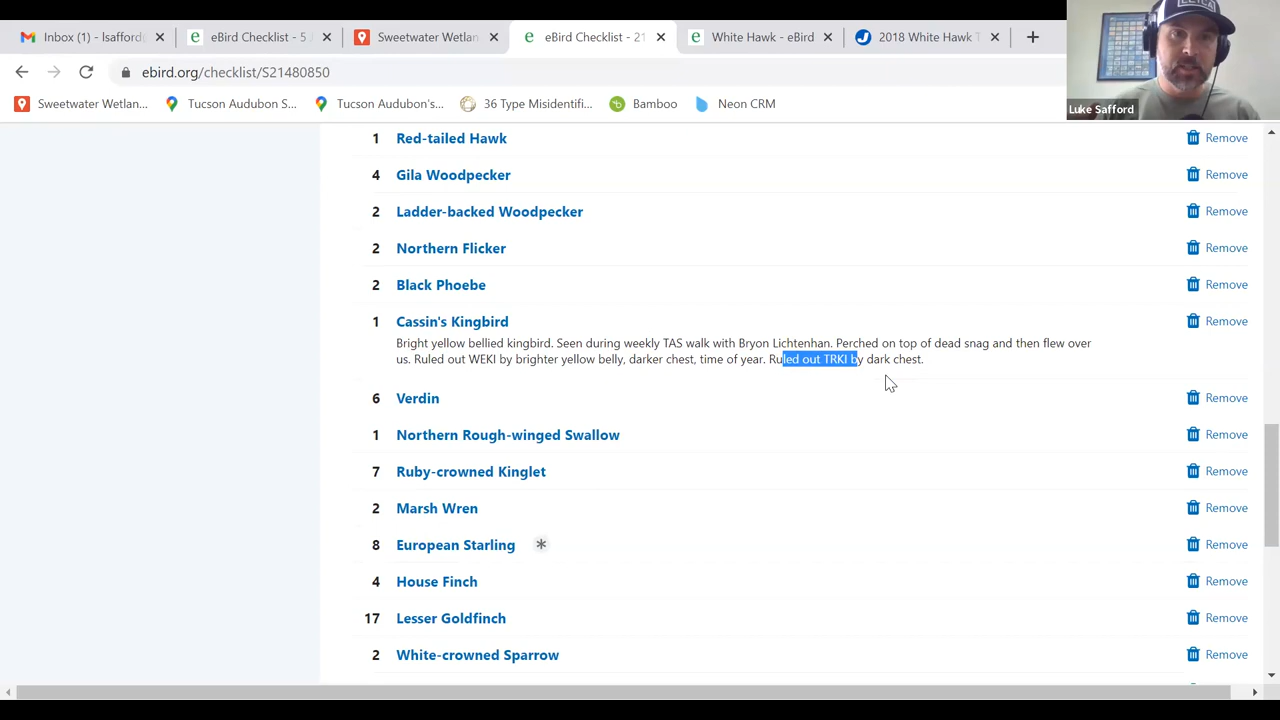 Inbox (1) - lsafford
eBird Checklist - 5 J
Sweetwater Wetlan
eBird Checklist - 21
White Hawk - eBird
2018 White Hawk T
ebird.org/checklist/S21480850
Sweetwater Wetlan...
Tucson Audubon S...
Tucson Audubon's...
36 Type Misidentifi...
Bamboo
Neon CRM
Luke Safford
1 Red-tailed Hawk Remove
4 Gila Woodpecker Remove
2 Ladder-backed Woodpecker Remove
2 Northern Flicker Remove
2 Black Phoebe Remove
1 Cassin's Kingbird Remove
Bright yellow bellied kingbird. Seen during weekly TAS walk with Bryon Lichtenhan. Perched on top of dead snag and then flew over
us. Ruled out WEKI by brighter yellow belly, darker chest, time of year. Ruled out TRKI by dark chest.
6 Verdin Remove
1 Northern Rough-winged Swallow Remove
7 Ruby-crowned Kinglet Remove
2 Marsh Wren Remove
8 European Starling * Remove
4 House Finch Remove
17 Lesser Goldfinch Remove
2 White-crowned Sparrow Remove